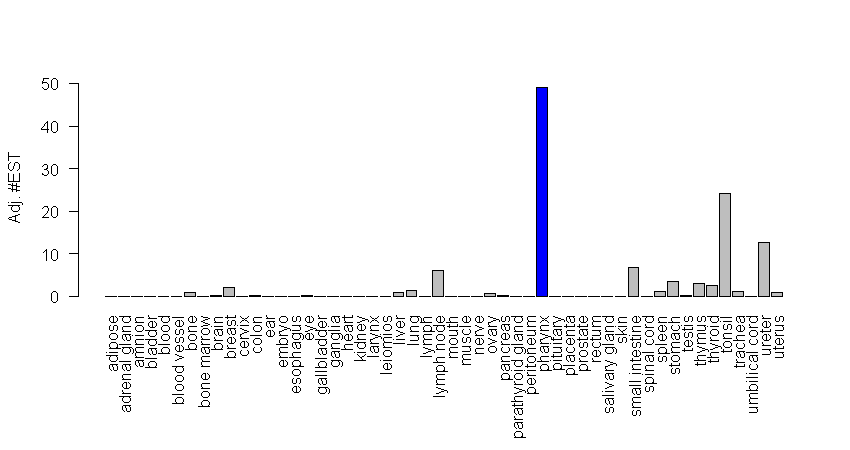 Adj. #EST
50
40
30
20
10
0
adipose
adrenal gland
amnion
bladder
blood
blood vessel
bone
bone marrow
brain
breast
cervix
colon
ear
embryo
esophagus
eye
gallbladder
ganglia
heart
kidney
larynx
leiomios
liver
lung
lymph
lymph node
mouth
muscle
nerve
ovary
pancreas
parathyroid gland
peritoneum
pharynx
pituitary
placenta
prostate
rectum
salivary gland
skin
small intestine
spinal cord
spleen
stomach
testis
thymus
thyroid
tonsil
trachea
umbilical cord
ureter
uterus